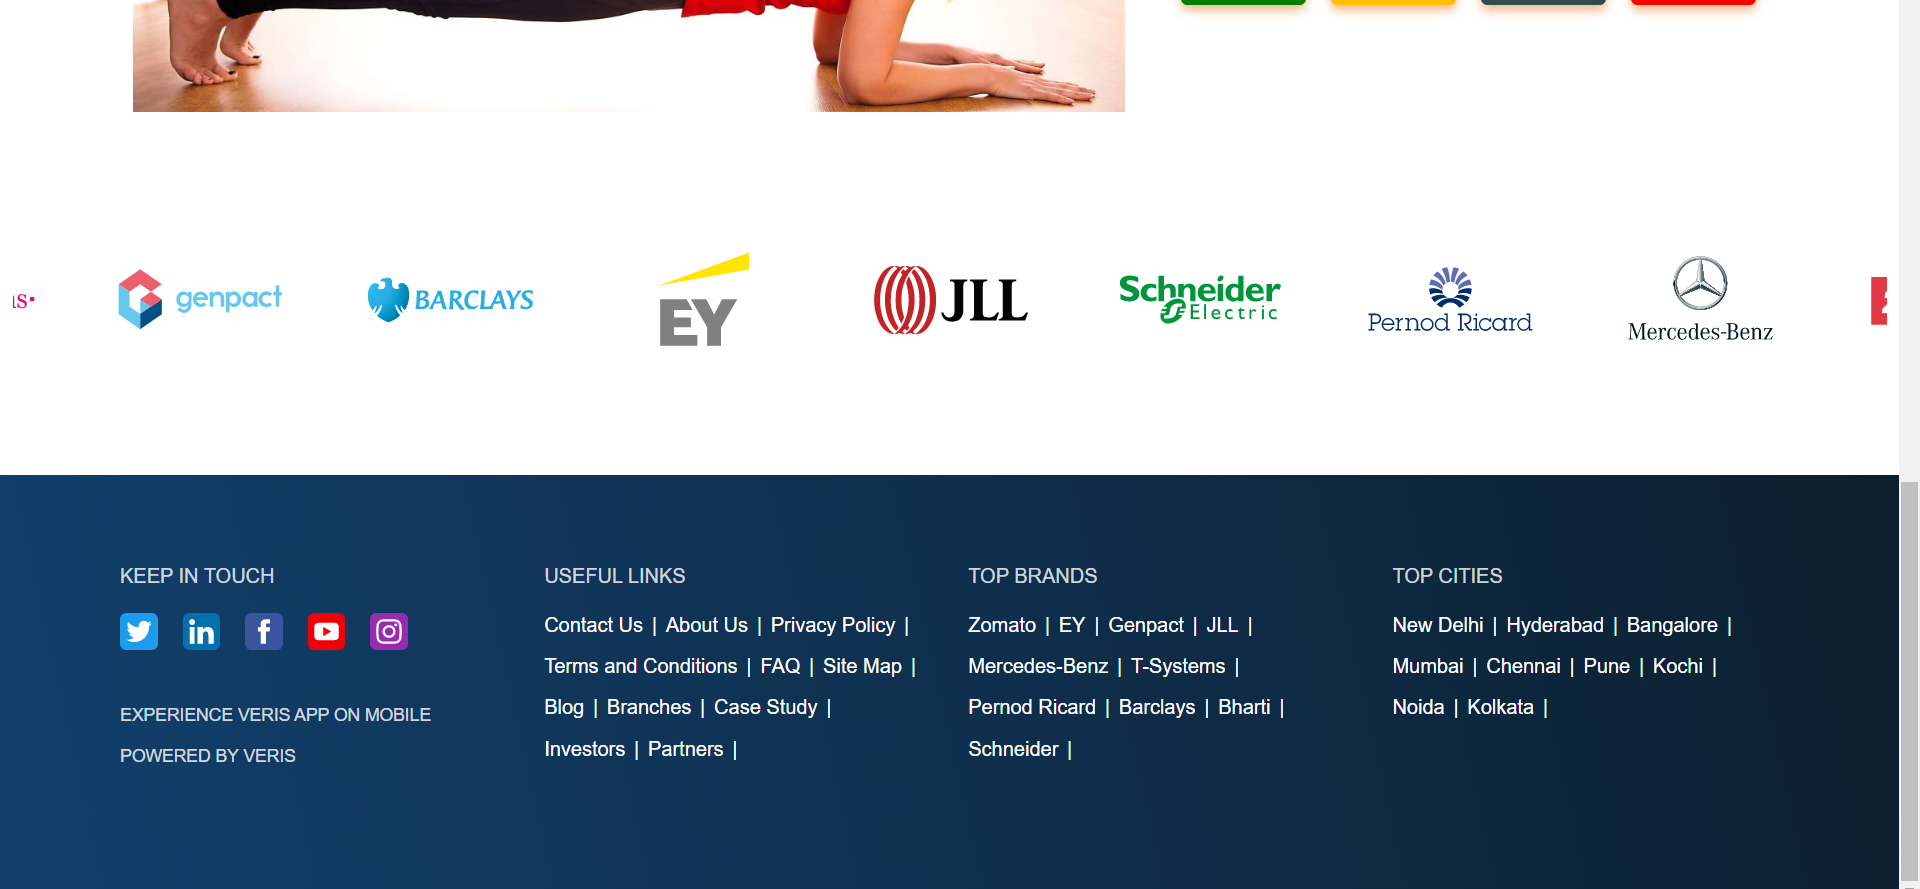 genpact
BARCLAYS
EY
JLL
Schneider
Electric
Pernod Ricard
Mercedes-Benz
KEEP IN TOUCH
EXPERIENCE VERIS APP ON MOBILE
POWERED BY VERIS
USEFUL LINKS
Contact Us | About Us | Privacy Policy |
Terms and Conditions | FAQ | Site Map |
Blog | Branches | Case Study |
Investors | Partners |
TOP BRANDS
Zomato | EY | Genpact | JLL |
Mercedes-Benz | T-Systems |
Pernod Ricard | Barclays | Bharti |
Schneider |
TOP CITIES
New Delhi | Hyderabad | Bangalore |
Mumbai | Chennai | Pune | Kochi |
Noida | Kolkata |